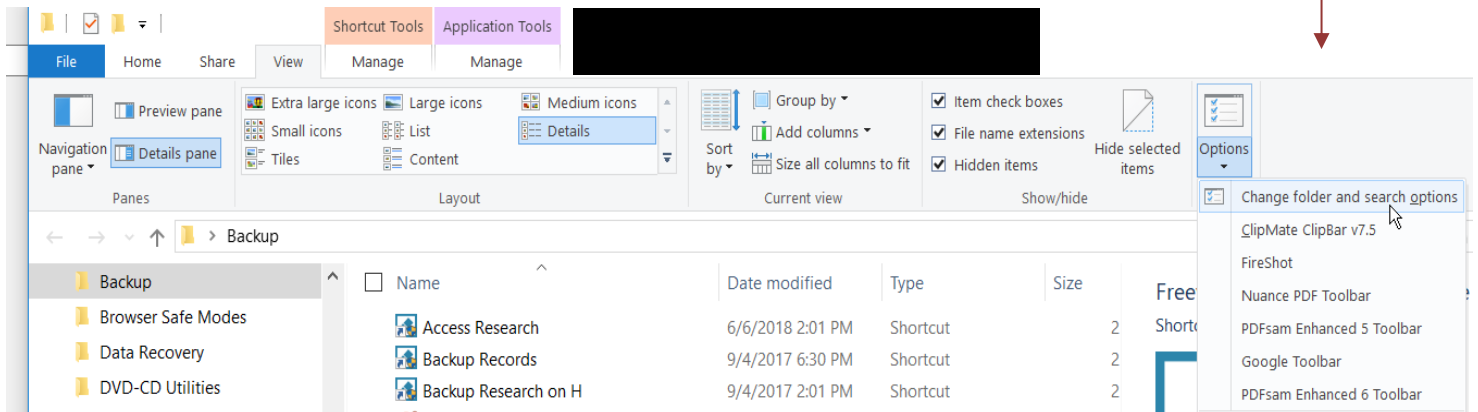 Shortcut Tools Application Tools
File Home Share View Manage Manage
Navigation pane
Preview pane
Details pane
Panes
Extra large icons Large icons Medium icons
Small icons List Details
Tiles Content
Layout
Sort by
Group by
Add columns
Size all columns to fit
Current view
Item check boxes
File name extensions
Hidden items
Hide selected items
Show/hide
Options
Change folder and search options
ClipMate ClipBar v7.5
FireShot
Nuance PDF Toolbar
PDFsam Enhanced 5 Toolbar
Google Toolbar
PDFsam Enhanced 6 Toolbar
> Backup
Backup
Browser Safe Modes
Data Recovery
DVD-CD Utilities
Name Date modified Type Size
Access Research 6/6/2018 2:01 PM Shortcut 2
Backup Records 9/4/2017 6:30 PM Shortcut 2
Backup Research on H 9/4/2017 2:01 PM Shortcut 2